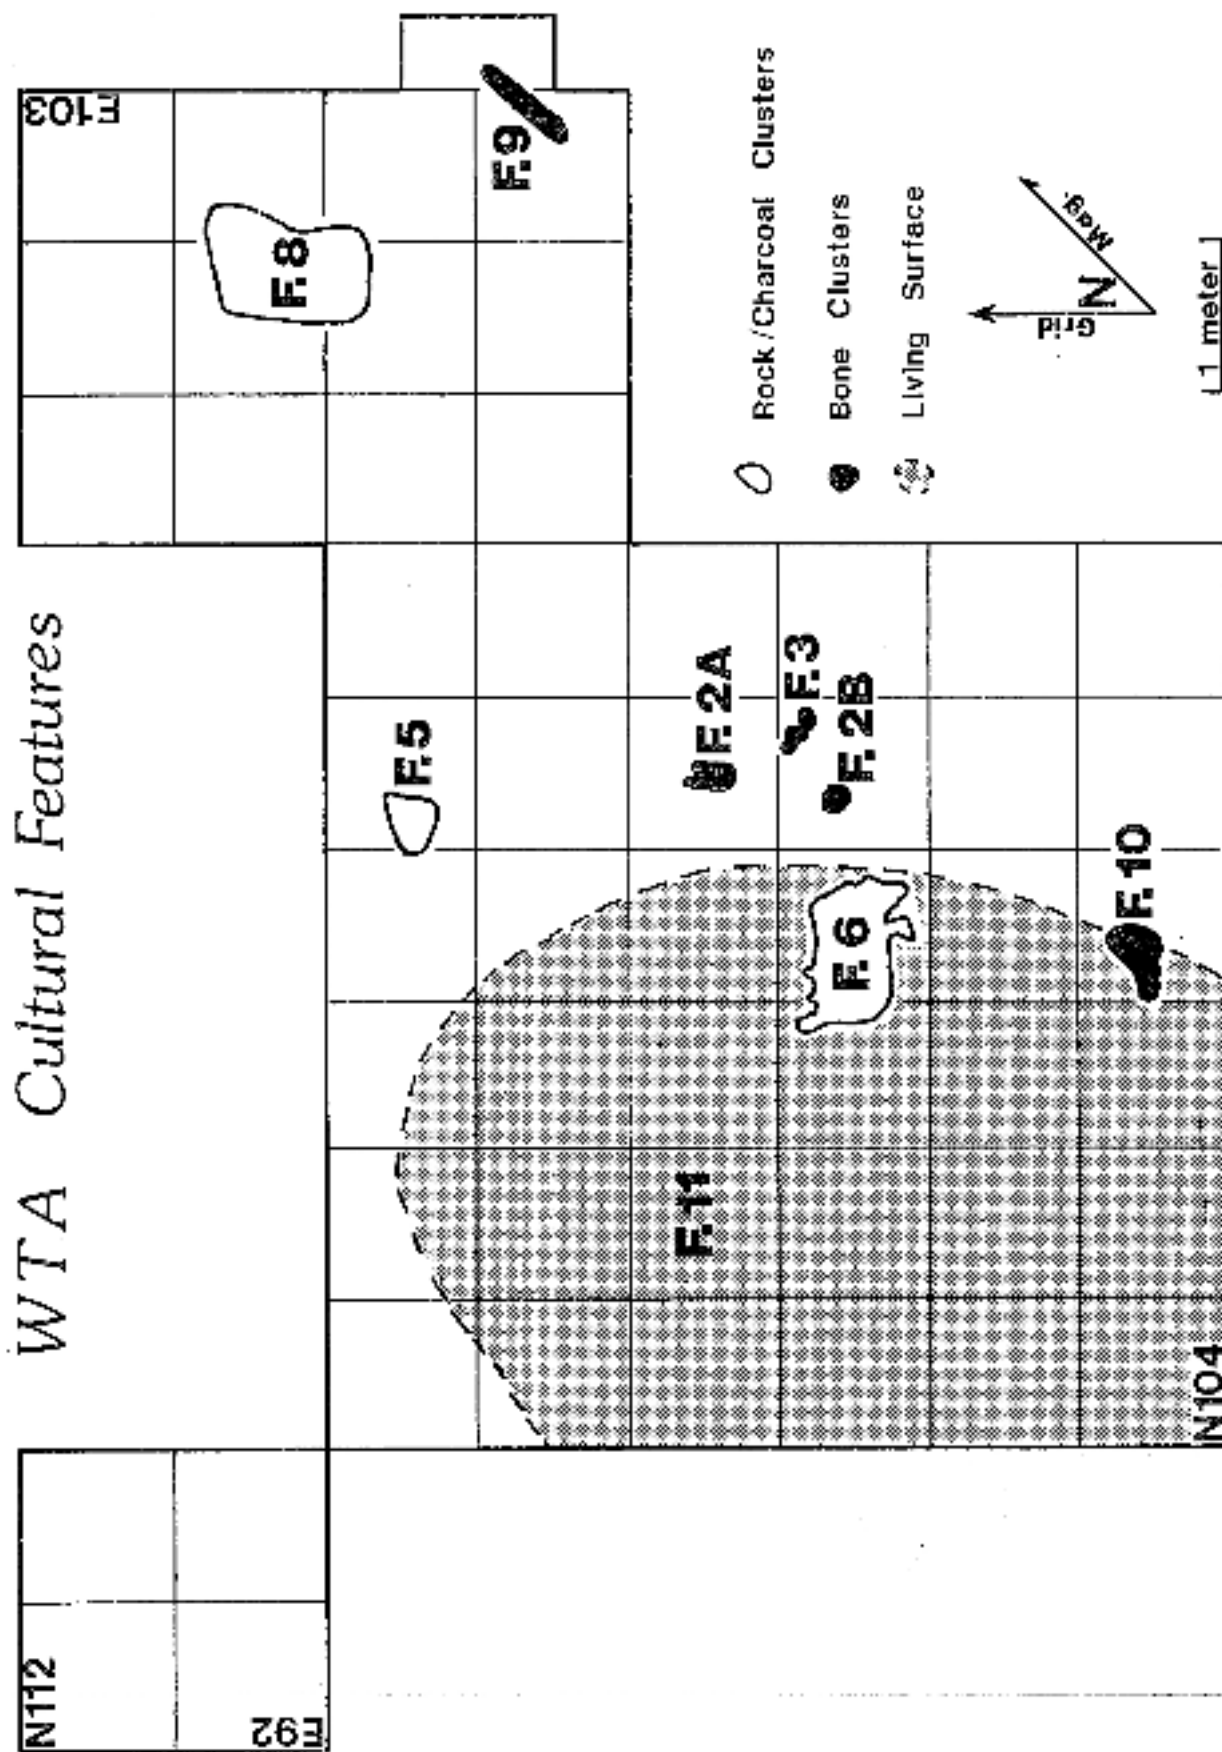 WTA Cultural Features
N112
E92
E103
F.8
F.9
F.5
F.2A
F.3
F.2B
F.6
F.10
F.11
N104
Rock/Charcoal Clusters
Bone Clusters
Living Surface
Grid
N
Mag.
1 meter